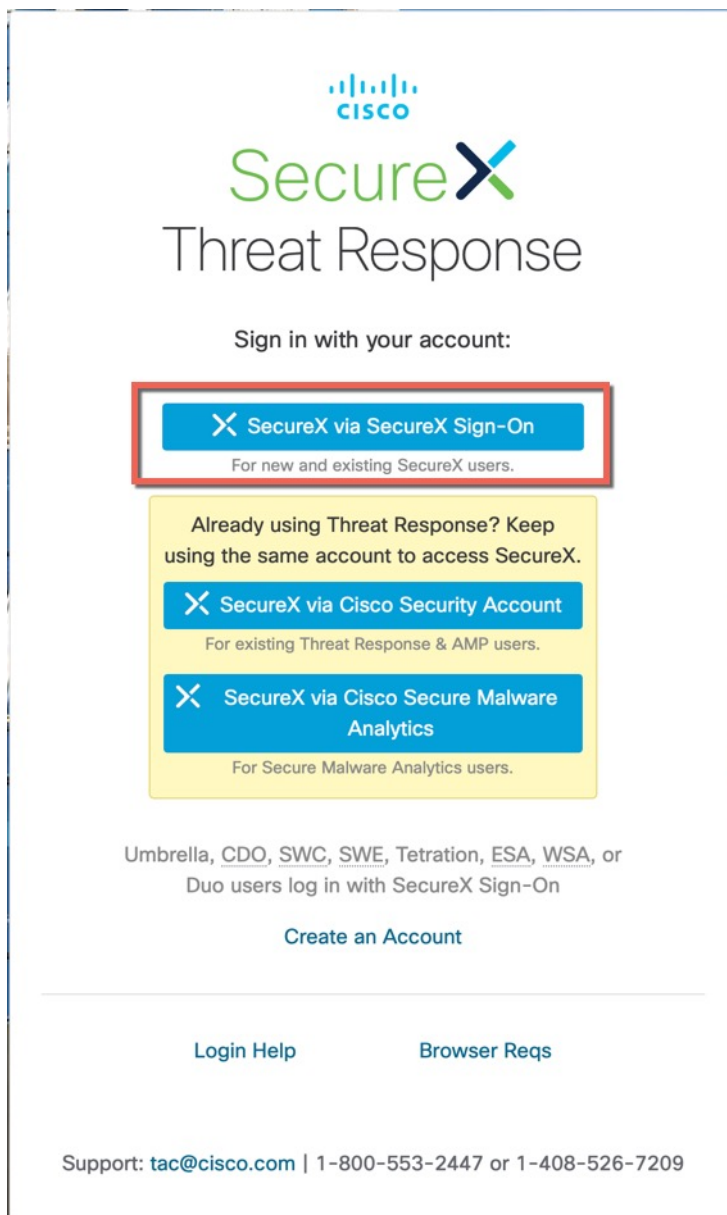 CISCO
SecureX
Threat Response
Sign in with your account:
SecureX via SecureX Sign-On
For new and existing SecureX users.
Already using Threat Response? Keep
using the same account to access SecureX.
SecureX via Cisco Security Account
For existing Threat Response & AMP users.
SecureX via Cisco Secure Malware
Analytics
For Secure Malware Analytics users.
Umbrella, CDO, SWC, SWE, Tetration, ESA, WSA, or
Duo users log in with SecureX Sign-On
Create an Account
Login Help Browser Reqs
Support: tac@cisco.com | 1-800-553-2447 or 1-408-526-7209